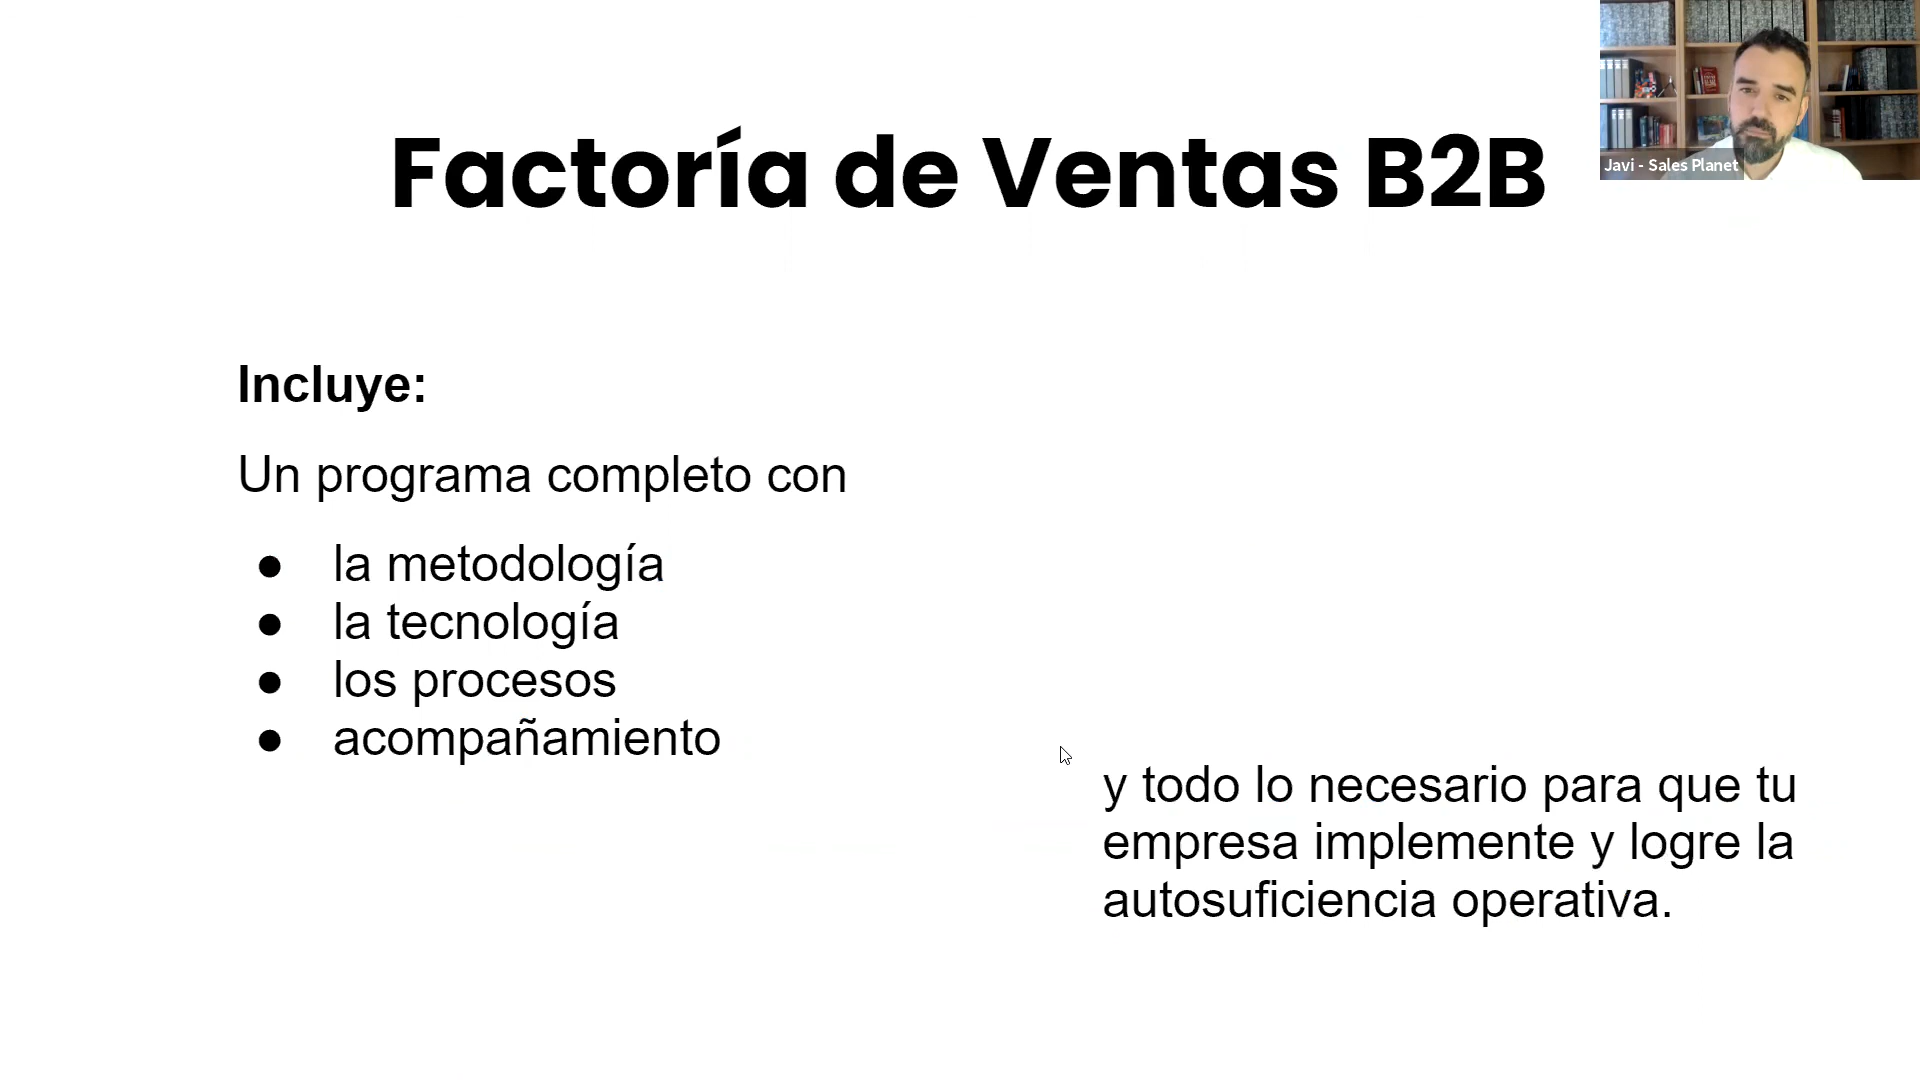 Factoría de Ventas B2B
Javi - Sales Planet
Incluye:
Un programa completo con
● la metodología
● la tecnología
● los procesos
● acompañamiento
y todo lo necesario para que tu
empresa implemente y logre la
autosuficiencia operativa.